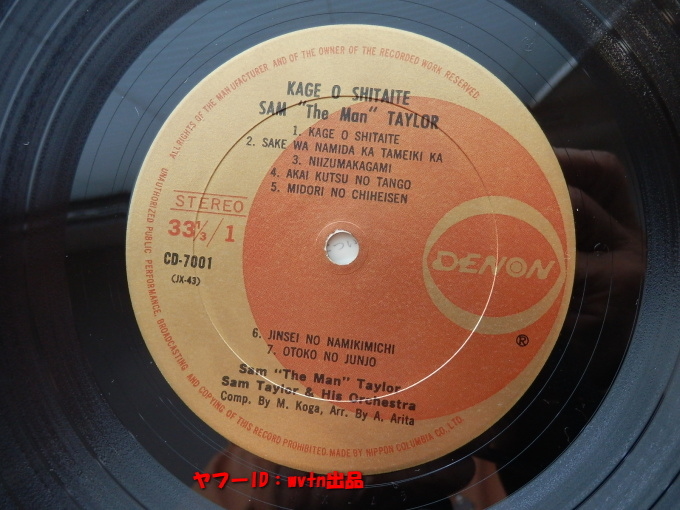 KAGE O SHITAITE
SAM "The Man" TAYLOR
1. KAGE O SHITAITE
2. SAKE WA NAMIDA KA TAMEIKI KA
3. NIIZUMAKAGAMI
4. AKAI KUTSU NO TANGO
5. MIDORI NO CHIHEISEN
STEREO
33⅓/1
CD-7001
(JX-43)
DENON
®
6. JINSEI NO NAMIKIMICHI
7. OTOKO NO JUNJO
Sam "The Man" Taylor
Sam Taylor & His Orchestra
Comp. By M. Koga, Arr. By A. Arita
ALL RIGHTS OF THE MANUFACTURER AND OF THE OWNER OF THE RECORDED WORK RESERVED. UNAUTHORIZED PUBLIC PERFORMANCE, BROADCASTING AND COPYING OF THIS RECORD PROHIBITED. MADE BY NIPPON COLUMBIA CO., LTD.
ヤフーID：mvtn出品